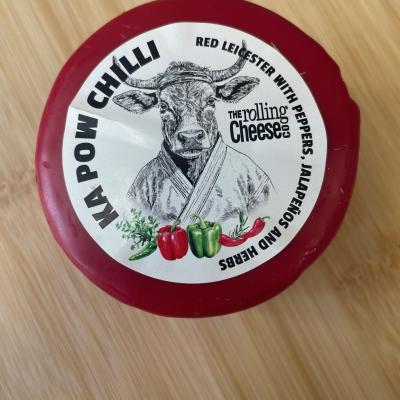 KA POW CHILLI
RED LEICESTER WITH PEPPERS, JALAPEÑOS AND HERBS
THE rolling
Cheese CO